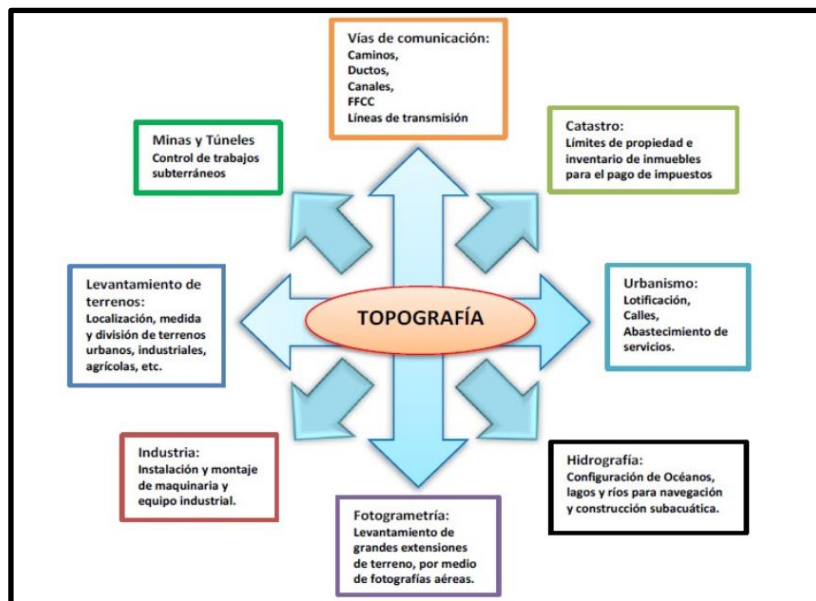 Vías de comunicación:
Caminos,
Ductos,
Canales,
FFCC
Líneas de transmisión
Minas y Túneles
Control de trabajos
subterráneos
Catastro:
Límites de propiedad e
inventario de inmuebles
para el pago de impuestos
Levantamiento de
terrenos:
Localización, medida
y división de terrenos
urbanos, industriales,
agrícolas, etc.
TOPOGRAFÍA
Urbanismo:
Lotificación,
Calles,
Abastecimiento de
servicios.
Industria:
Instalación y montaje
de maquinaria y
equipo industrial.
Fotogrametría:
Levantamiento de
grandes extensiones
de terreno, por medio
de fotografías aéreas.
Hidrografía:
Configuración de Océanos,
lagos y ríos para navegación
y construcción subacuática.